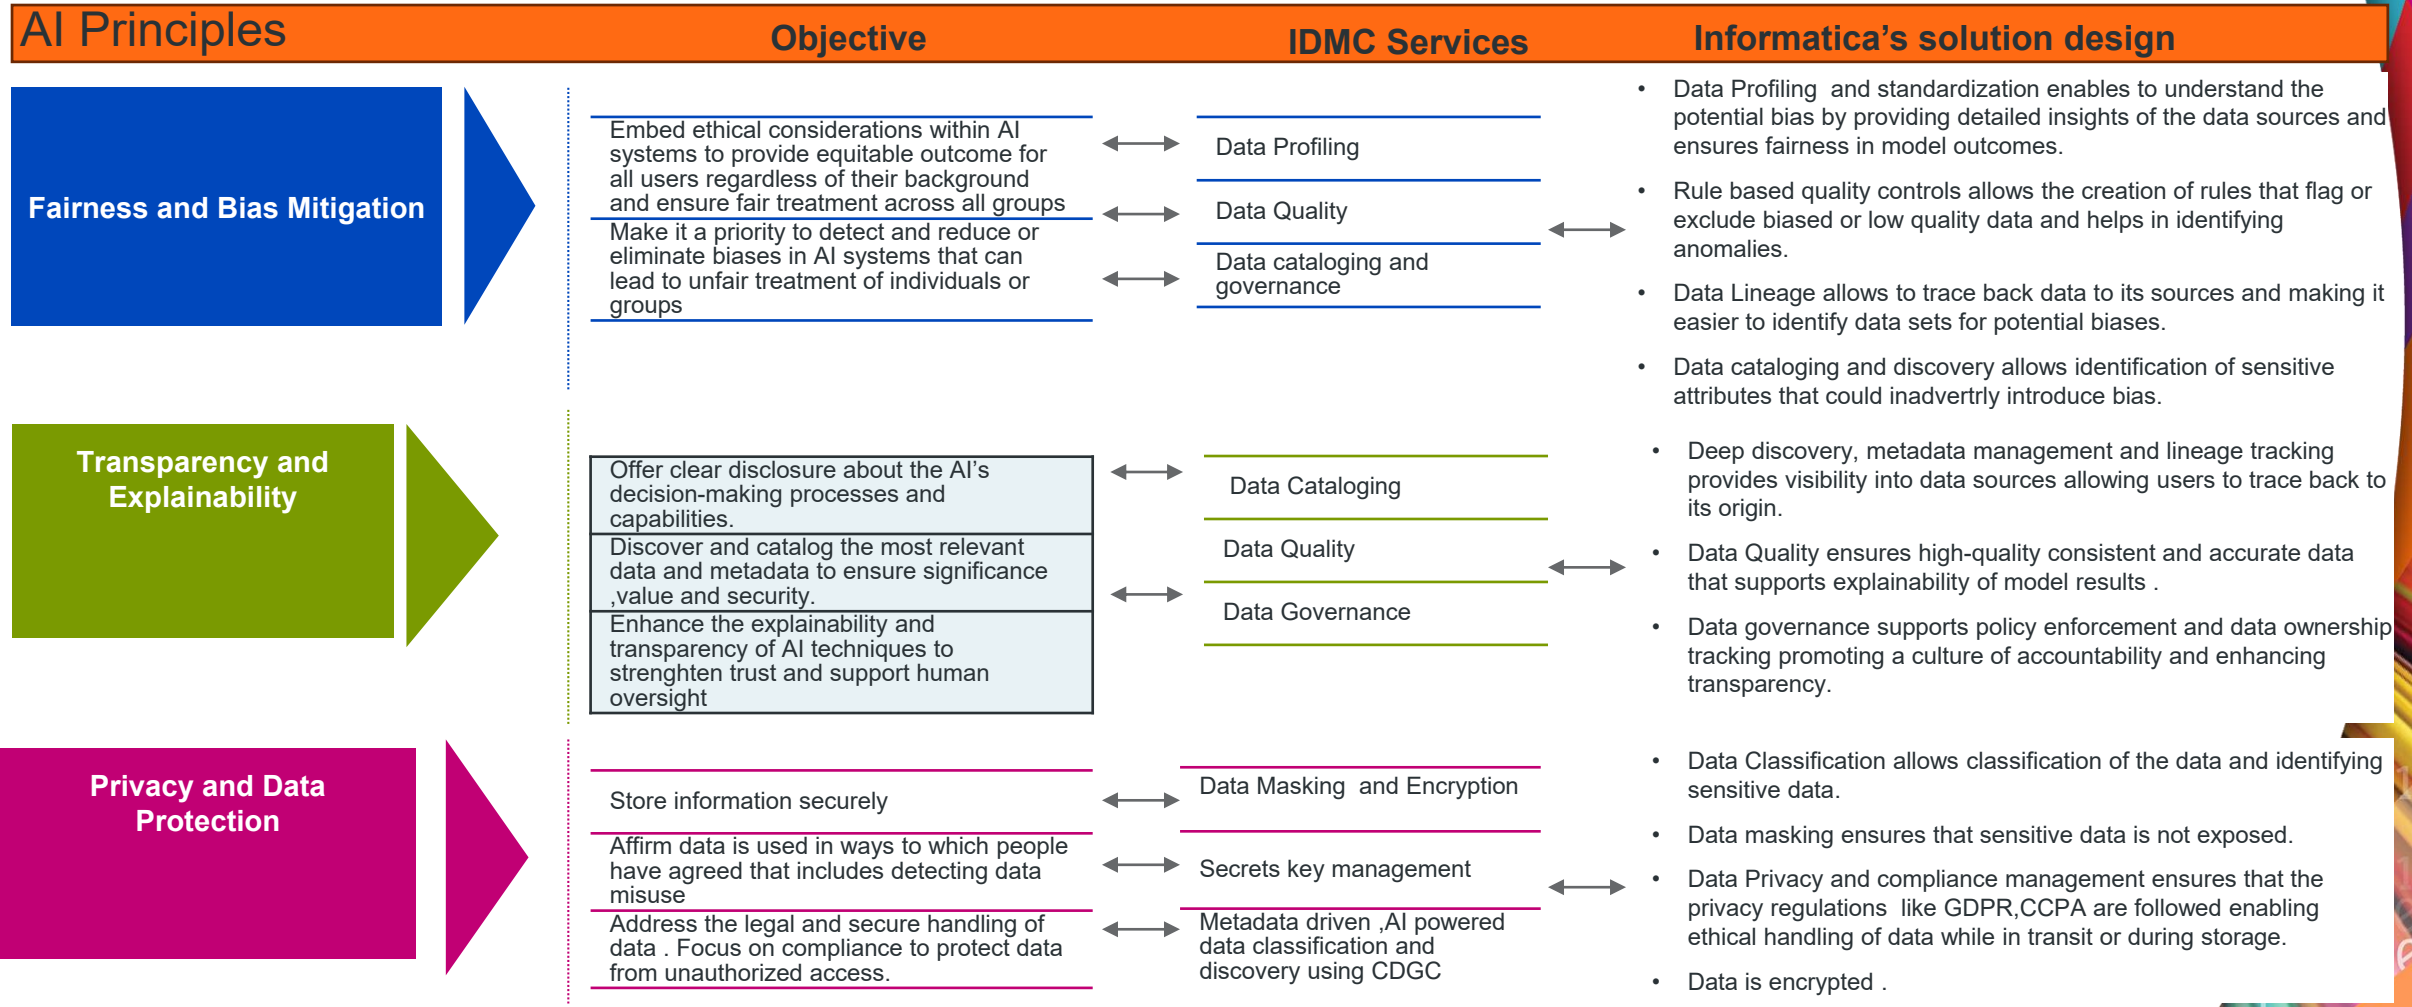 AI Principles
Objective
IDMC Services
Informatica’s solution design
Fairness and Bias Mitigation
Embed ethical considerations within AI
systems to provide equitable outcome for
all users regardless of their background
and ensure fair treatment across all groups
Make it a priority to detect and reduce or
eliminate biases in AI systems that can
lead to unfair treatment of individuals or
groups
Data Profiling
Data Quality
Data cataloging and
governance
• Data Profiling  and standardization enables to understand the
potential bias by providing detailed insights of the data sources and
ensures fairness in model outcomes.
• Rule based quality controls allows the creation of rules that flag or
exclude biased or low quality data and helps in identifying
anomalies.
• Data Lineage allows to trace back data to its sources and making it
easier to identify data sets for potential biases.
• Data cataloging and discovery allows identification of sensitive
attributes that could inadvertrly introduce bias.
Transparency and
Explainability
Offer clear disclosure about the AI’s
decision-making processes and
capabilities.
Discover and catalog the most relevant
data and metadata to ensure significance
,value and security.
Enhance the explainability and
transparency of AI techniques to
strenghten trust and support human
oversight
Data Cataloging
Data Quality
Data Governance
• Deep discovery, metadata management and lineage tracking
provides visibility into data sources allowing users to trace back to
its origin.
• Data Quality ensures high-quality consistent and accurate data
that supports explainability of model results .
• Data governance supports policy enforcement and data ownership
tracking promoting a culture of accountability and enhancing
transparency.
Privacy and Data
Protection
Store information securely
Affirm data is used in ways to which people
have agreed that includes detecting data
misuse
Address the legal and secure handling of
data . Focus on compliance to protect data
from unauthorized access.
Data Masking  and Encryption
Secrets key management
Metadata driven ,AI powered
data classification and
discovery using CDGC
• Data Classification allows classification of the data and identifying
sensitive data.
• Data masking ensures that sensitive data is not exposed.
• Data Privacy and compliance management ensures that the
privacy regulations  like GDPR,CCPA are followed enabling
ethical handling of data while in transit or during storage.
• Data is encrypted .